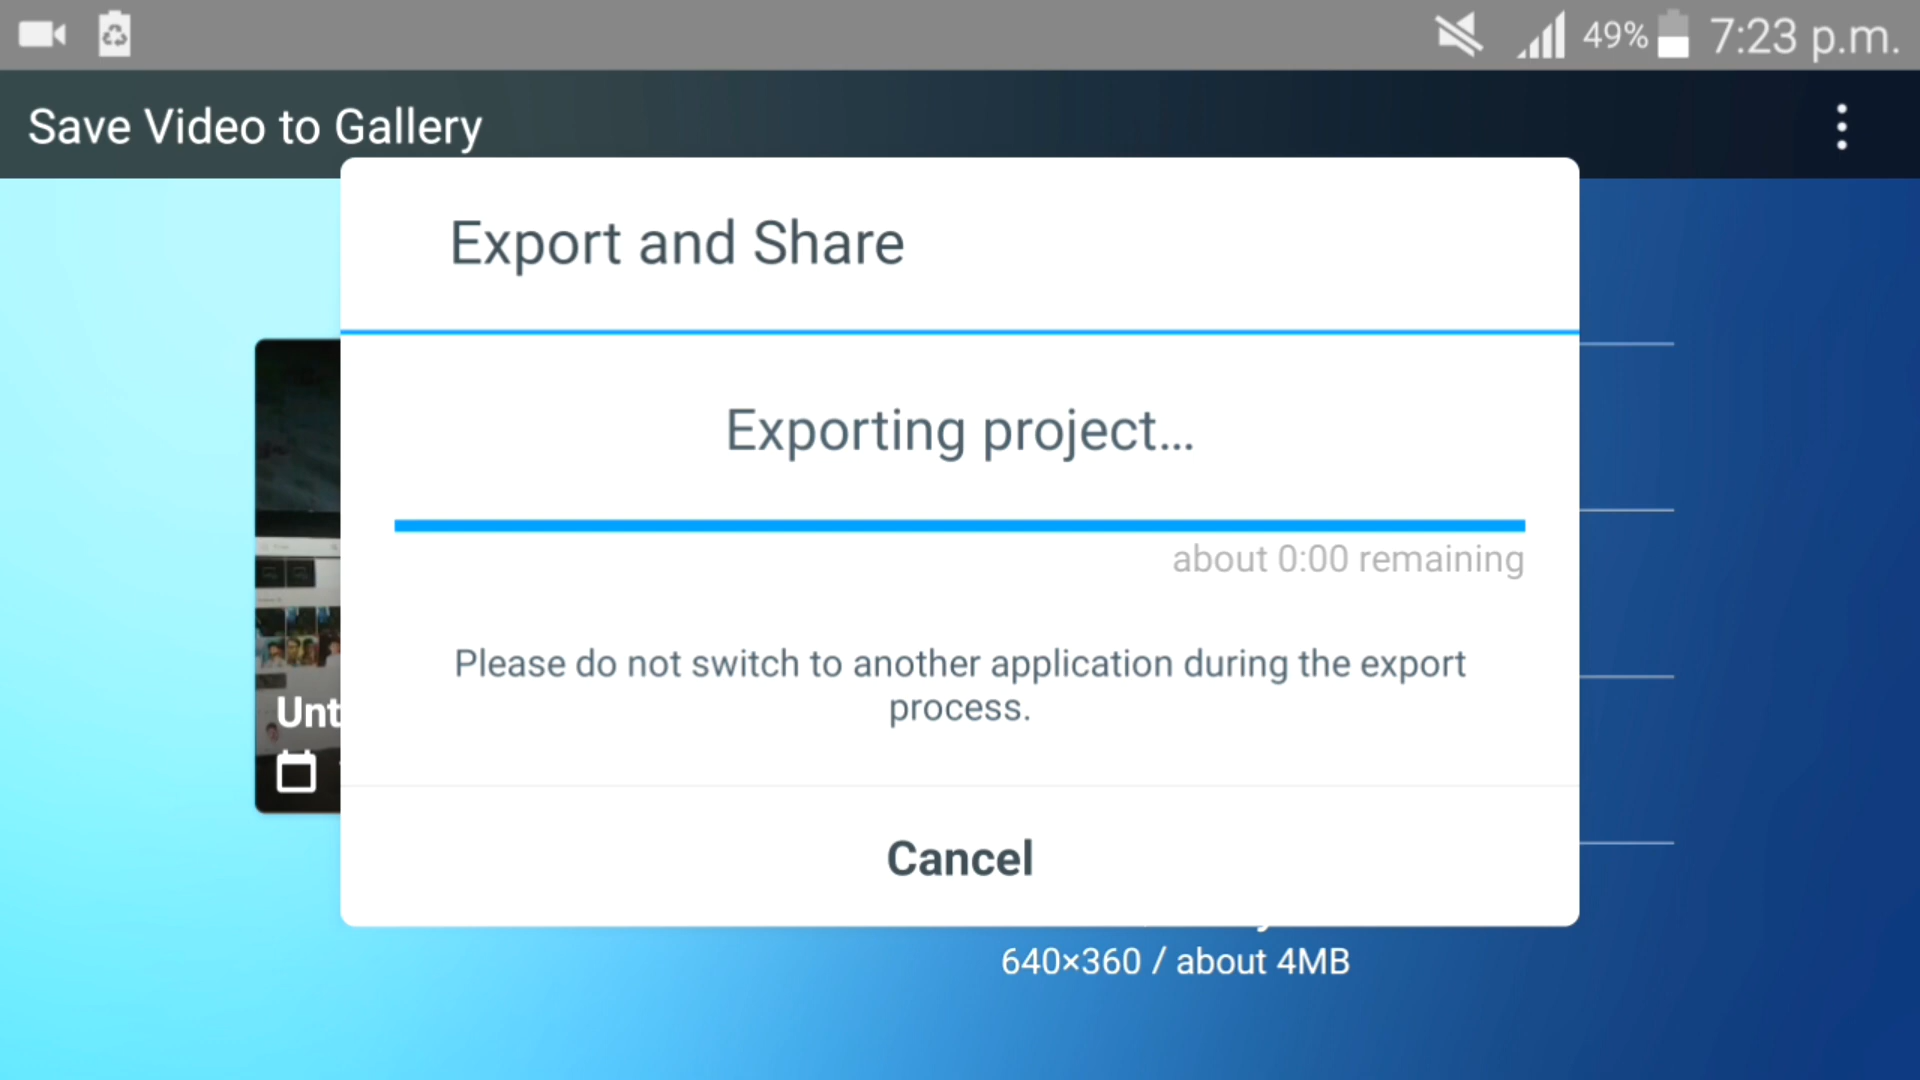 49% 7:23 p.m.
Save Video to Gallery
Export and Share
Exporting project...
about 0:00 remaining
Please do not switch to another application during the export
process.
Unt
Cancel
640×360 / about 4MB